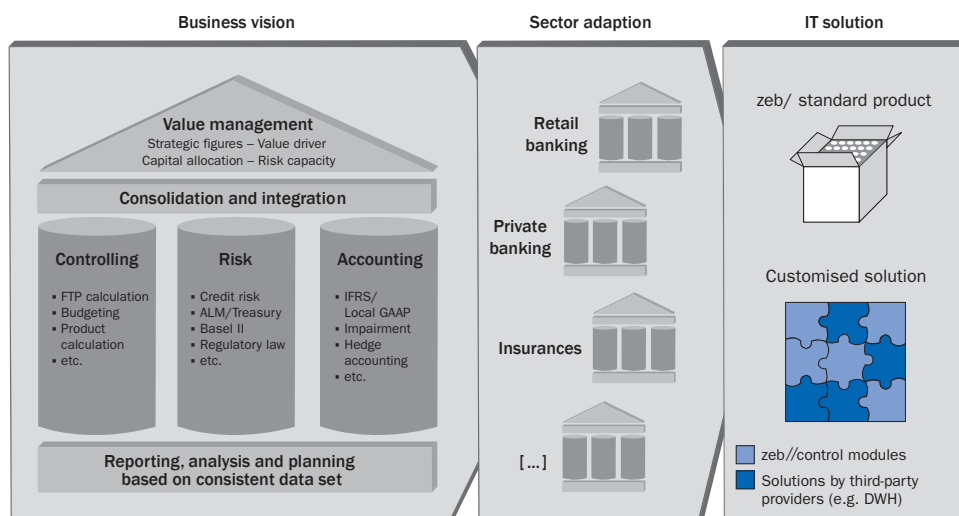 Business vision
Sector adaption
IT solution
Value management
Strategic figures – Value driver
Capital allocation – Risk capacity
Consolidation and integration
Controlling
▪ FTP calculation
▪ Budgeting
▪ Product
calculation
▪ etc.
Risk
▪ Credit risk
▪ ALM/Treasury
▪ Basel II
▪ Regulatory law
▪ etc.
Accounting
▪ IFRS/
Local GAAP
▪ Impairment
▪ Hedge
accounting
▪ etc.
Reporting, analysis and planning
based on consistent data set
Retail
banking
Private
banking
Insurances
[...]
zeb/ standard product
Customised solution
zeb//control modules
Solutions by third-party
providers (e.g. DWH)